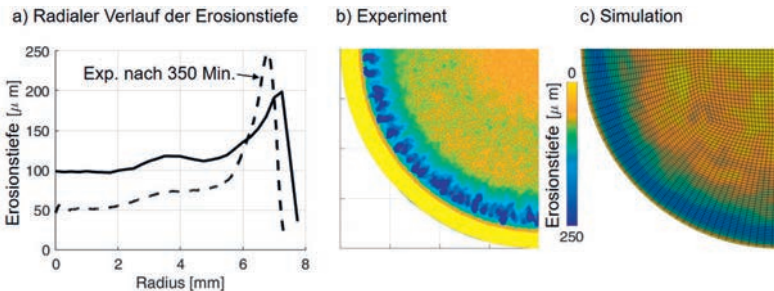 a) Radialer Verlauf der Erosionstiefe
b) Experiment
c) Simulation
Erosionstiefe [μ m]
250
200
150
100
50
0
Exp. nach 350 Min.
0 2 4 6 8
Radius [mm]
0
Erosionstiefe [μ m]
250